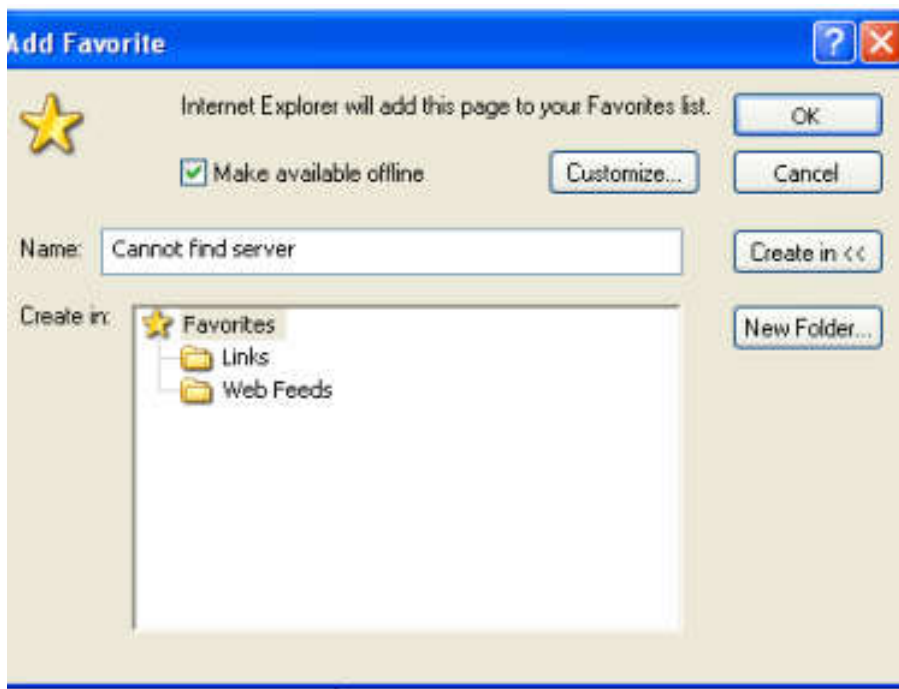 Add Favorite
Internet Explorer will add this page to your Favorites list.
OK
Make available offline
Customize...
Cancel
Name: Cannot find server
Create in <<
Create in:
Favorites
New Folder...
Links
Web Feeds